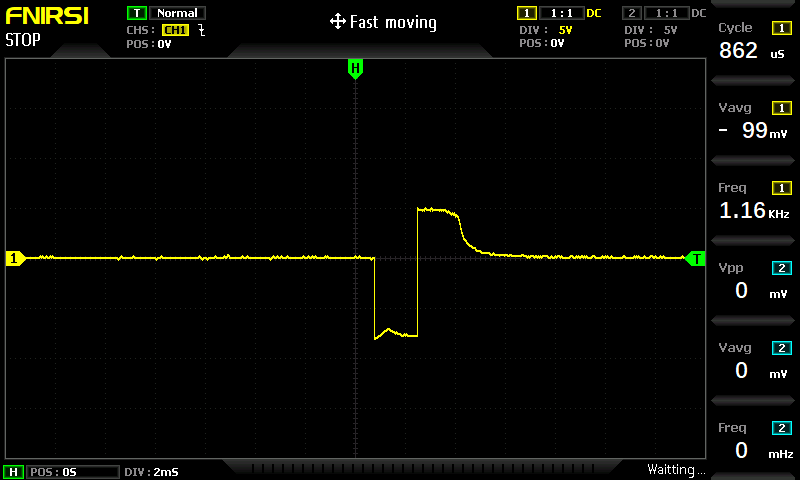 FNIRSI
STOP
T Normal
CHS: CH1
POS: 0V
Fast moving
1 1:1 DC
DIV: 5V
POS: 0V
2 1:1 DC
DIV: 5V
POS: 0V
H
1
T
Cycle 1
862 uS
Vavg 1
- 99 mV
Freq 1
1.16 KHz
Vpp 2
0 mV
Vavg 2
0 mV
Freq 2
0 mHz
H POS: 0S DIV: 2mS
Waitting...